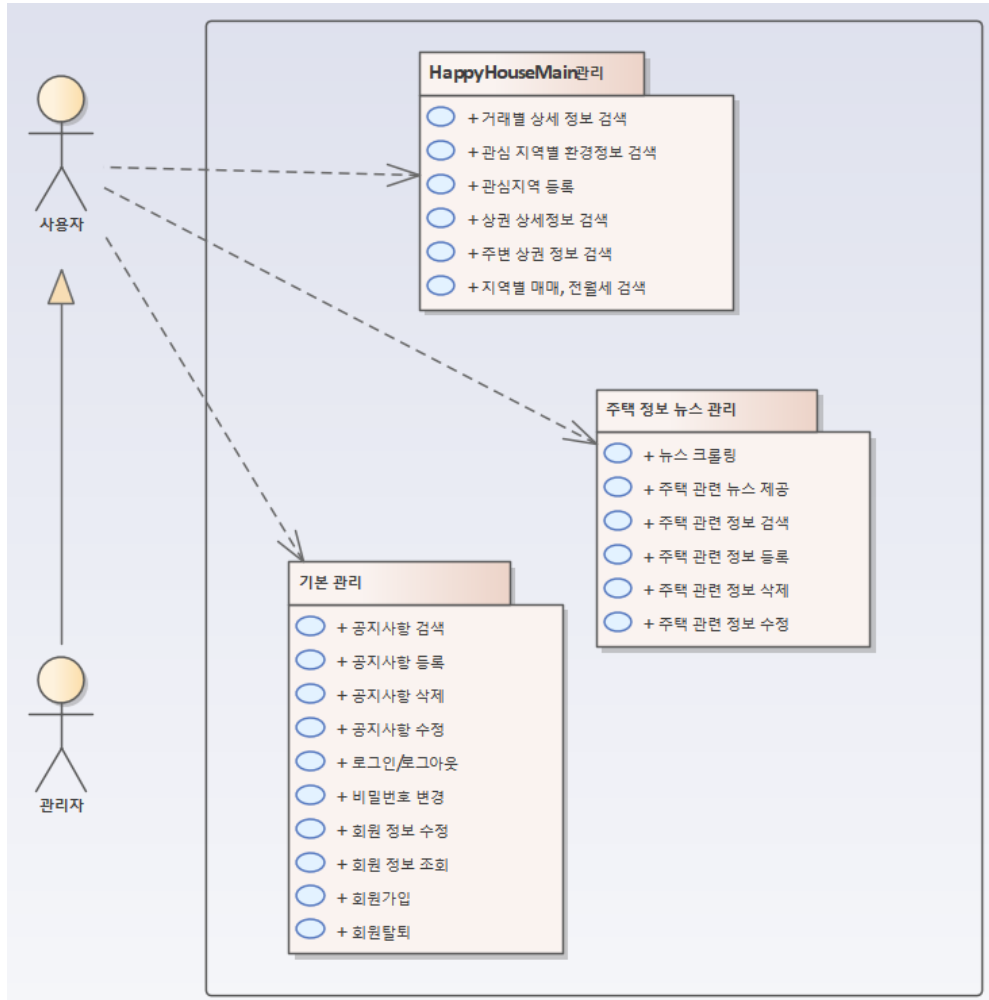 HappyHouseMain관리
+ 거래별 상세 정보 검색
+ 관심 지역별 환경정보 검색
+ 관심지역 등록
+ 상권 상세정보 검색
+ 주변 상권 정보 검색
+ 지역별 매매, 전월세 검색
사용자
주택 정보 뉴스 관리
+ 뉴스 크롤링
+ 주택 관련 뉴스 제공
+ 주택 관련 정보 검색
+ 주택 관련 정보 등록
+ 주택 관련 정보 삭제
+ 주택 관련 정보 수정
기본 관리
+ 공지사항 검색
+ 공지사항 등록
+ 공지사항 삭제
+ 공지사항 수정
+ 로그인/로그아웃
+ 비밀번호 변경
+ 회원 정보 수정
+ 회원 정보 조회
+ 회원가입
+ 회원탈퇴
관리자